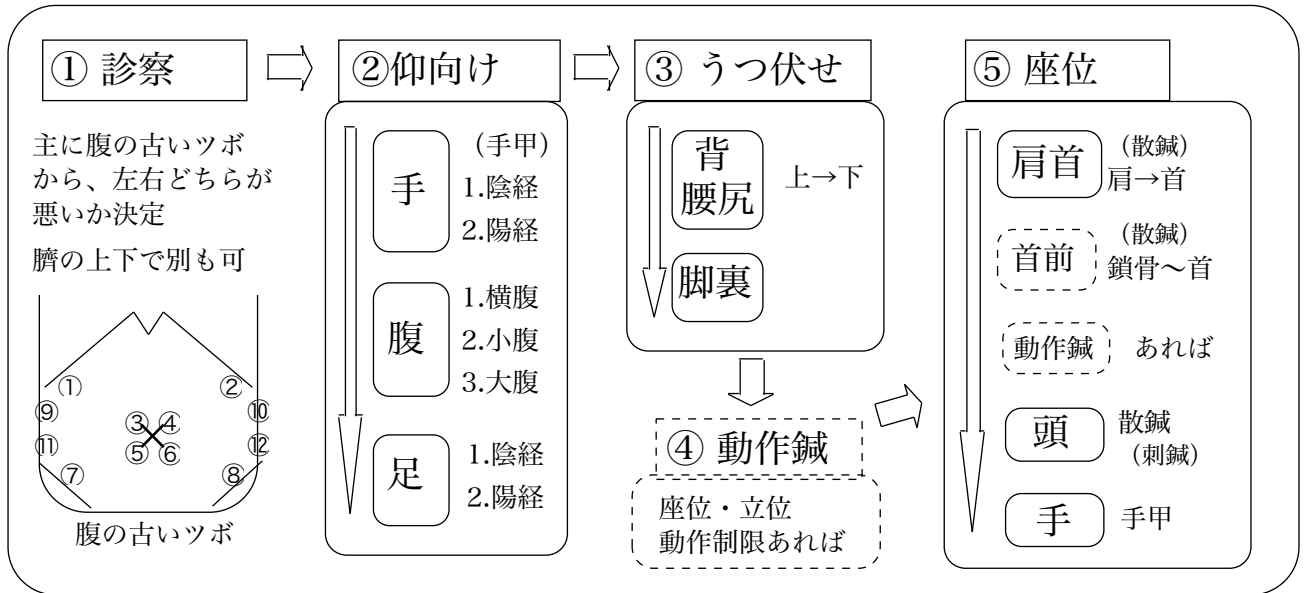 ① 診察
主に腹の古いツボ
から、左右どちらが
悪いか決定
臍の上下で別も可
①
②
⑨
⑩
③④
⑪
⑫
⑤⑥
⑦
⑧
腹の古いツボ
②仰向け
手
(手甲)
1.陰経
2.陽経
腹
1.横腹
2.小腹
3.大腹
足
1.陰経
2.陽経
③ うつ伏せ
背
腰尻
上→下
脚裏
④ 動作鍼
座位・立位
動作制限あれば
⑤ 座位
肩首
(散鍼)
肩→首
首前
(散鍼)
鎖骨〜首
動作鍼
あれば
頭
散鍼
(刺鍼)
手
手甲